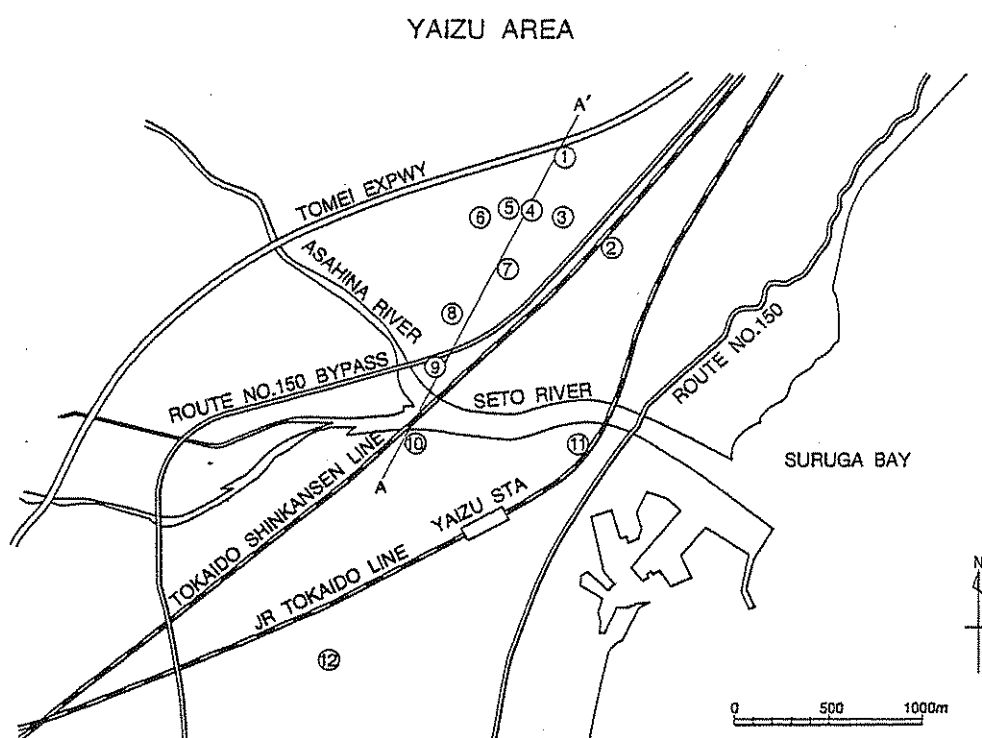 YAIZU AREA
A'
①
TOMEI EXPWY
⑥ ⑤ ④ ③
②
ASAHINA RIVER
⑦
⑧
ROUTE NO.150
ROUTE NO.150 BYPASS
⑨
SETO RIVER
⑩
⑪
SURUGA BAY
A
YAIZU STA
TOKAIDO SHINKANSEN LINE
JR TOKAIDO LINE
N
⑫
0 500 1000m